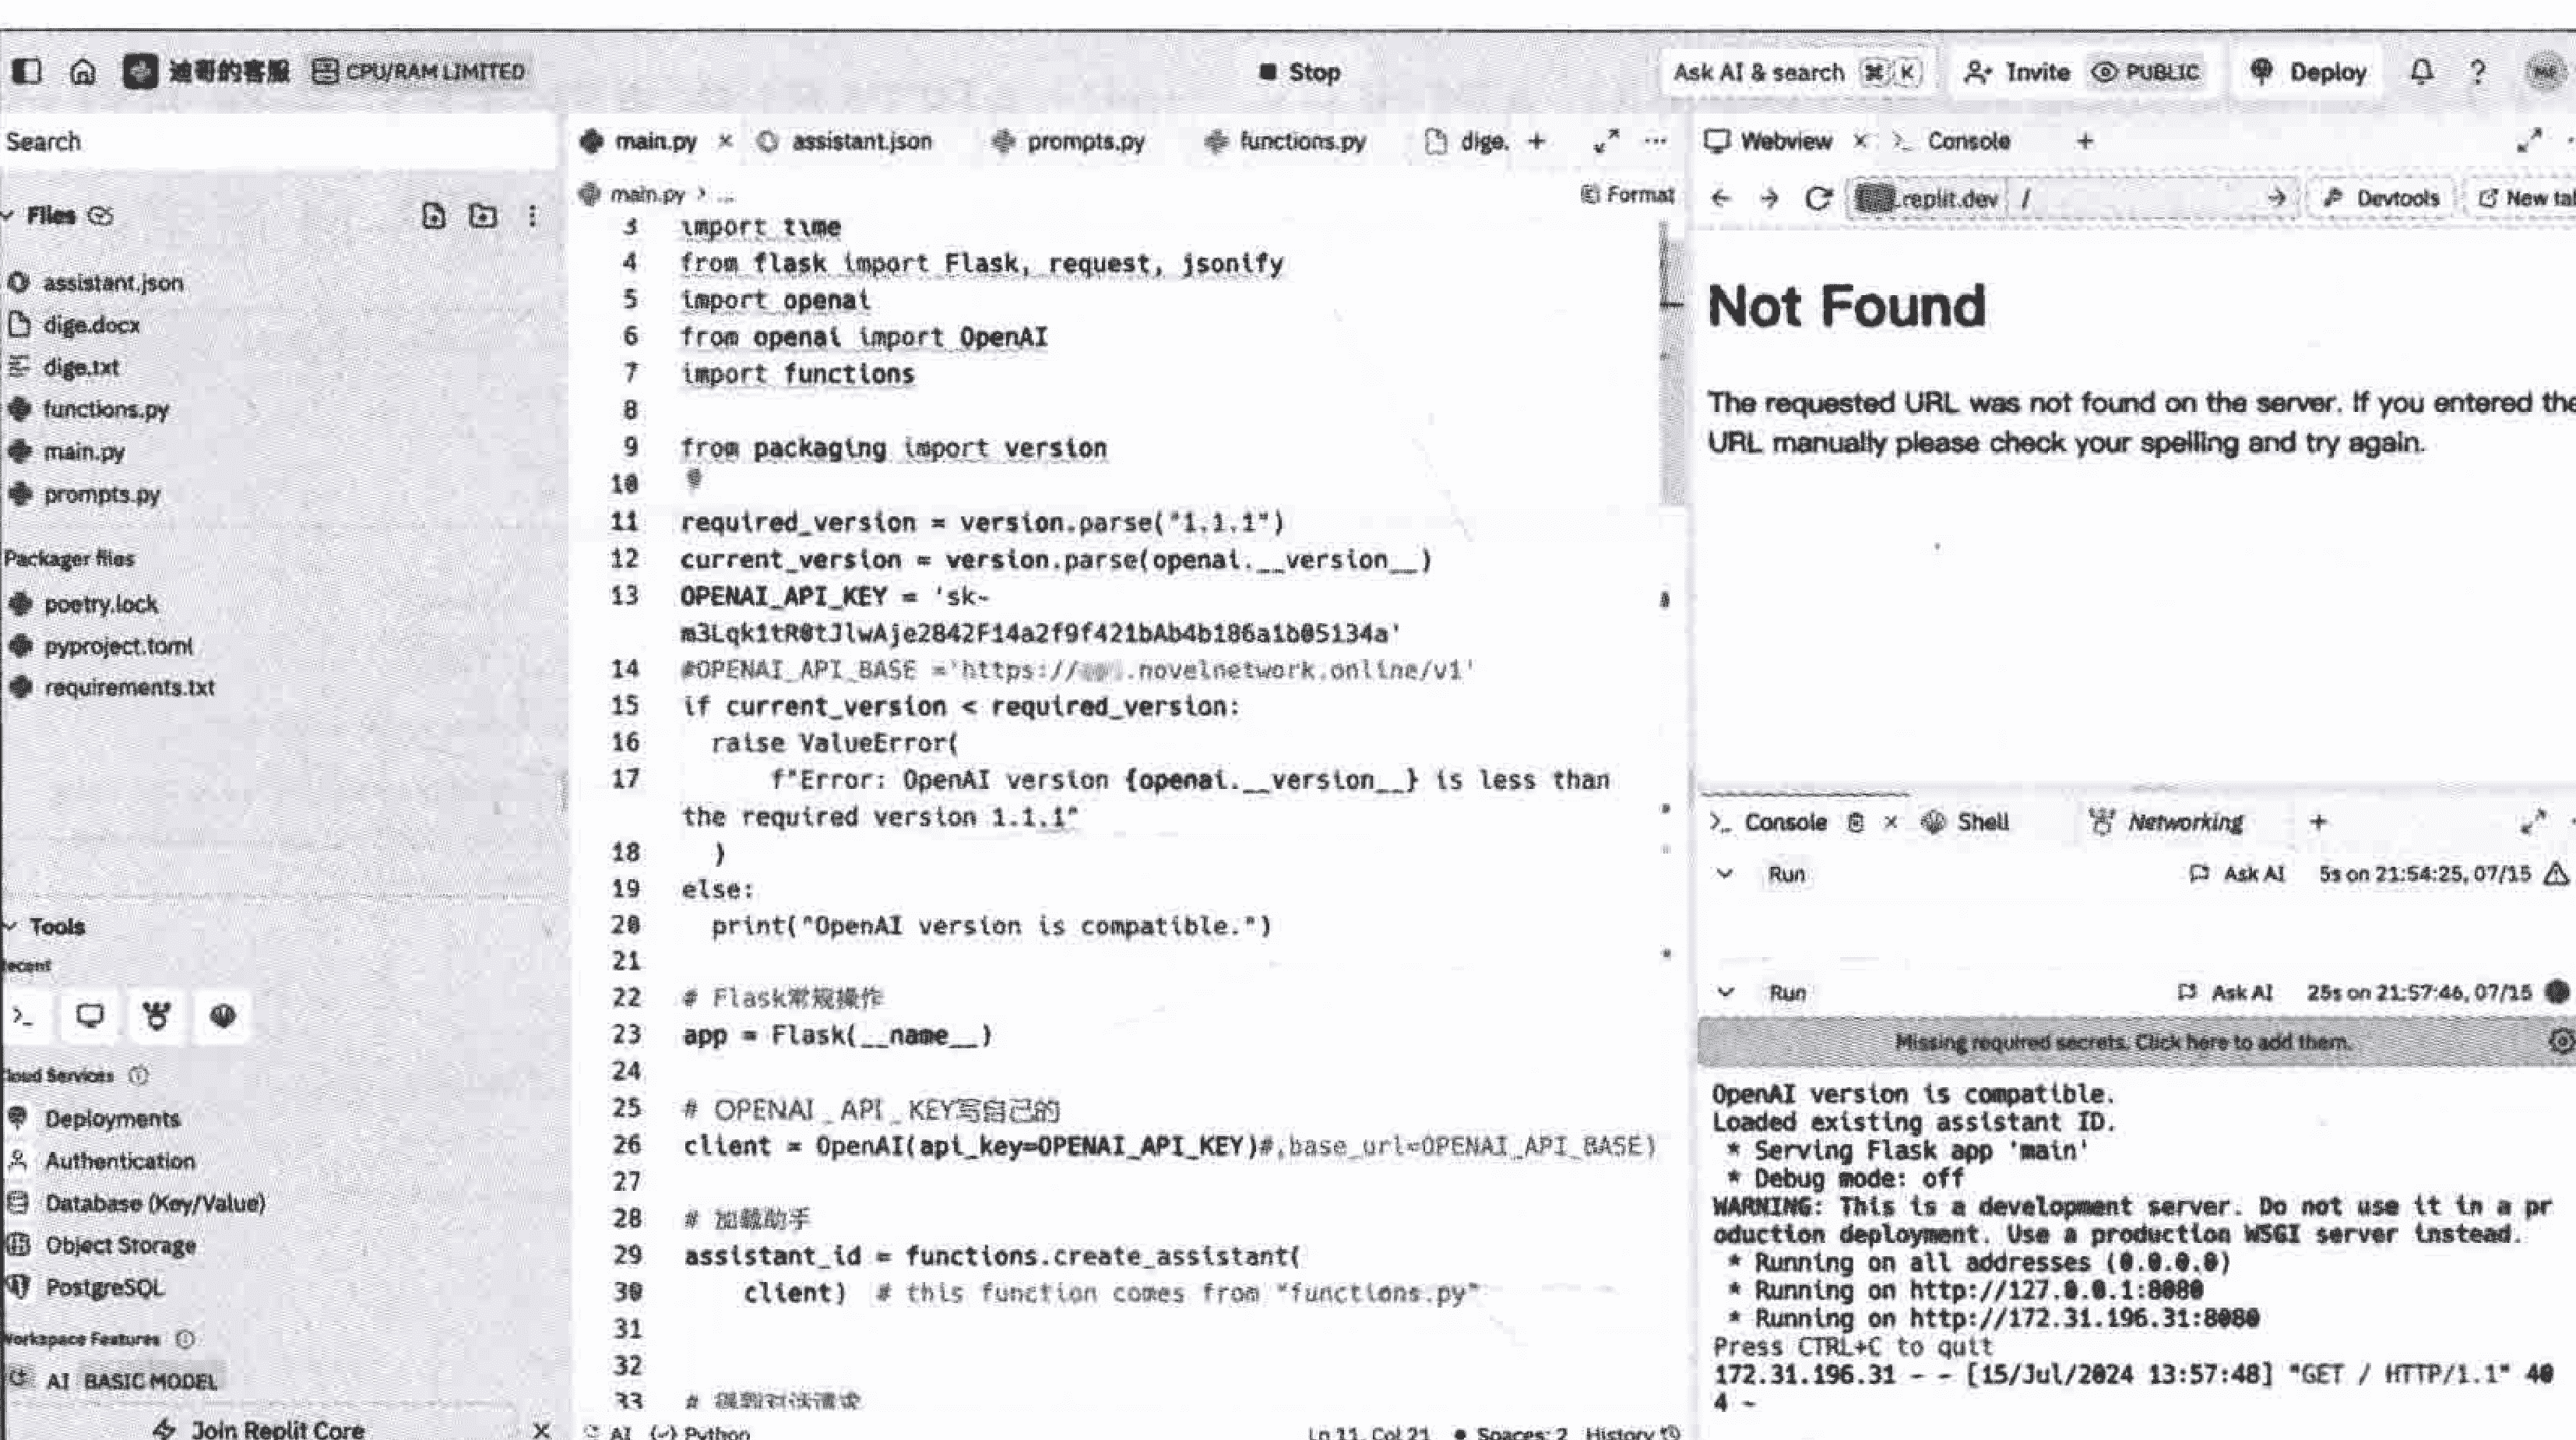 迪哥的客服 CPU/RAM LIMITED Stop Ask AI & search ⌘ K Invite PUBLIC Deploy ?
Search
Files
assistant.json
dige.docx
dige.txt
functions.py
main.py
prompts.py
Packager files
poetry.lock
pyproject.toml
requirements.txt
Tools
ecent
>_
loud Services
Deployments
Authentication
Database (Key/Value)
Object Storage
PostgreSQL
Workspace Features
AI BASIC MODEL
Join Replit Core ×
main.py × assistant.json prompts.py functions.py dige. + ...
main.py > ... Format
3 import time
4 from flask import Flask, request, jsonify
5 import openai
6 from openai import OpenAI
7 import functions
8
9 from packaging import version
10
11 required_version = version.parse("1.1.1")
12 current_version = version.parse(openai.__version__)
13 OPENAI_API_KEY = 'sk-
m3Lqk1tR0tJlwAje2842F14a2f9f421bAb4b186a1b05134a'
14 #OPENAI_API_BASE ='https:// .novelnetwork.online/v1'
15 if current_version < required_version:
16 raise ValueError(
17 f"Error: OpenAI version {openai.__version__} is less than
the required version 1.1.1"
18 )
19 else:
20 print("OpenAI version is compatible.")
21
22 # Flask常规操作
23 app = Flask(__name__)
24
25 # OPENAI_API_KEY写自己的
26 client = OpenAI(api_key=OPENAI_API_KEY)#,base_url=OPENAI_API_BASE)
27
28 # 加载助手
29 assistant_id = functions.create_assistant(
30 client) # this function comes from "functions.py"
31
32
33 # 得到对话请求
AI {-} Python Ln 11, Col 21 Spaces: 2 History
Webview × >_ Console +
.replit.dev / Devtools New tab
Not Found
The requested URL was not found on the server. If you entered the
URL manually please check your spelling and try again.
>_ Console × Shell Networking +
Run Ask AI 5s on 21:54:25, 07/15
Run Ask AI 25s on 21:57:46, 07/15
Missing required secrets. Click here to add them.
OpenAI version is compatible.
Loaded existing assistant ID.
* Serving Flask app 'main'
* Debug mode: off
WARNING: This is a development server. Do not use it in a pr
oduction deployment. Use a production WSGI server instead.
* Running on all addresses (0.0.0.0)
* Running on http://127.0.0.1:8080
* Running on http://172.31.196.31:8080
Press CTRL+C to quit
172.31.196.31 - - [15/Jul/2024 13:57:48] "GET / HTTP/1.1" 40
4 -